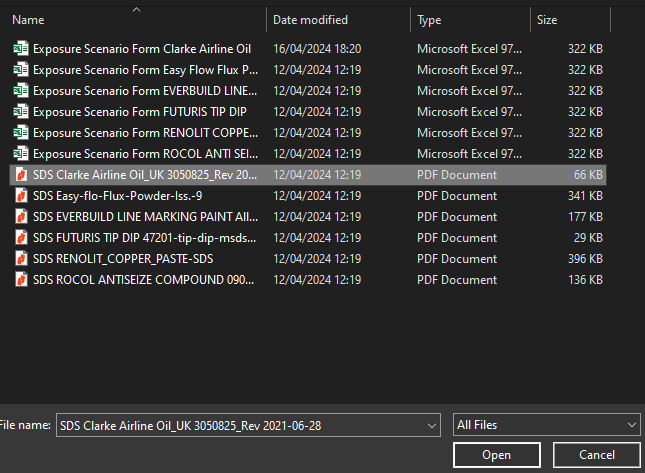 Name Date modified Type Size
Exposure Scenario Form Clarke Airline Oil 16/04/2024 18:20 Microsoft Excel 97... 322 KB
Exposure Scenario Form Easy Flow Flux P... 12/04/2024 12:19 Microsoft Excel 97... 322 KB
Exposure Scenario Form EVERBUILD LINE... 12/04/2024 12:19 Microsoft Excel 97... 322 KB
Exposure Scenario Form FUTURIS TIP DIP 12/04/2024 12:19 Microsoft Excel 97... 322 KB
Exposure Scenario Form RENOLIT COPPE... 12/04/2024 12:19 Microsoft Excel 97... 322 KB
Exposure Scenario Form ROCOL ANTI SEI... 12/04/2024 12:19 Microsoft Excel 97... 322 KB
SDS Clarke Airline Oil_UK 3050825_Rev 20... 12/04/2024 12:19 PDF Document 66 KB
SDS Easy-flo-Flux-Powder-Iss.-9 12/04/2024 12:19 PDF Document 341 KB
SDS EVERBUILD LINE MARKING PAINT All... 12/04/2024 12:19 PDF Document 177 KB
SDS FUTURIS TIP DIP 47201-tip-dip-msds... 12/04/2024 12:19 PDF Document 29 KB
SDS RENOLIT_COPPER_PASTE-SDS 12/04/2024 12:19 PDF Document 396 KB
SDS ROCOL ANTISEIZE COMPOUND 090... 12/04/2024 12:19 PDF Document 136 KB
File name: SDS Clarke Airline Oil_UK 3050825_Rev 2021-06-28 All Files
Open Cancel